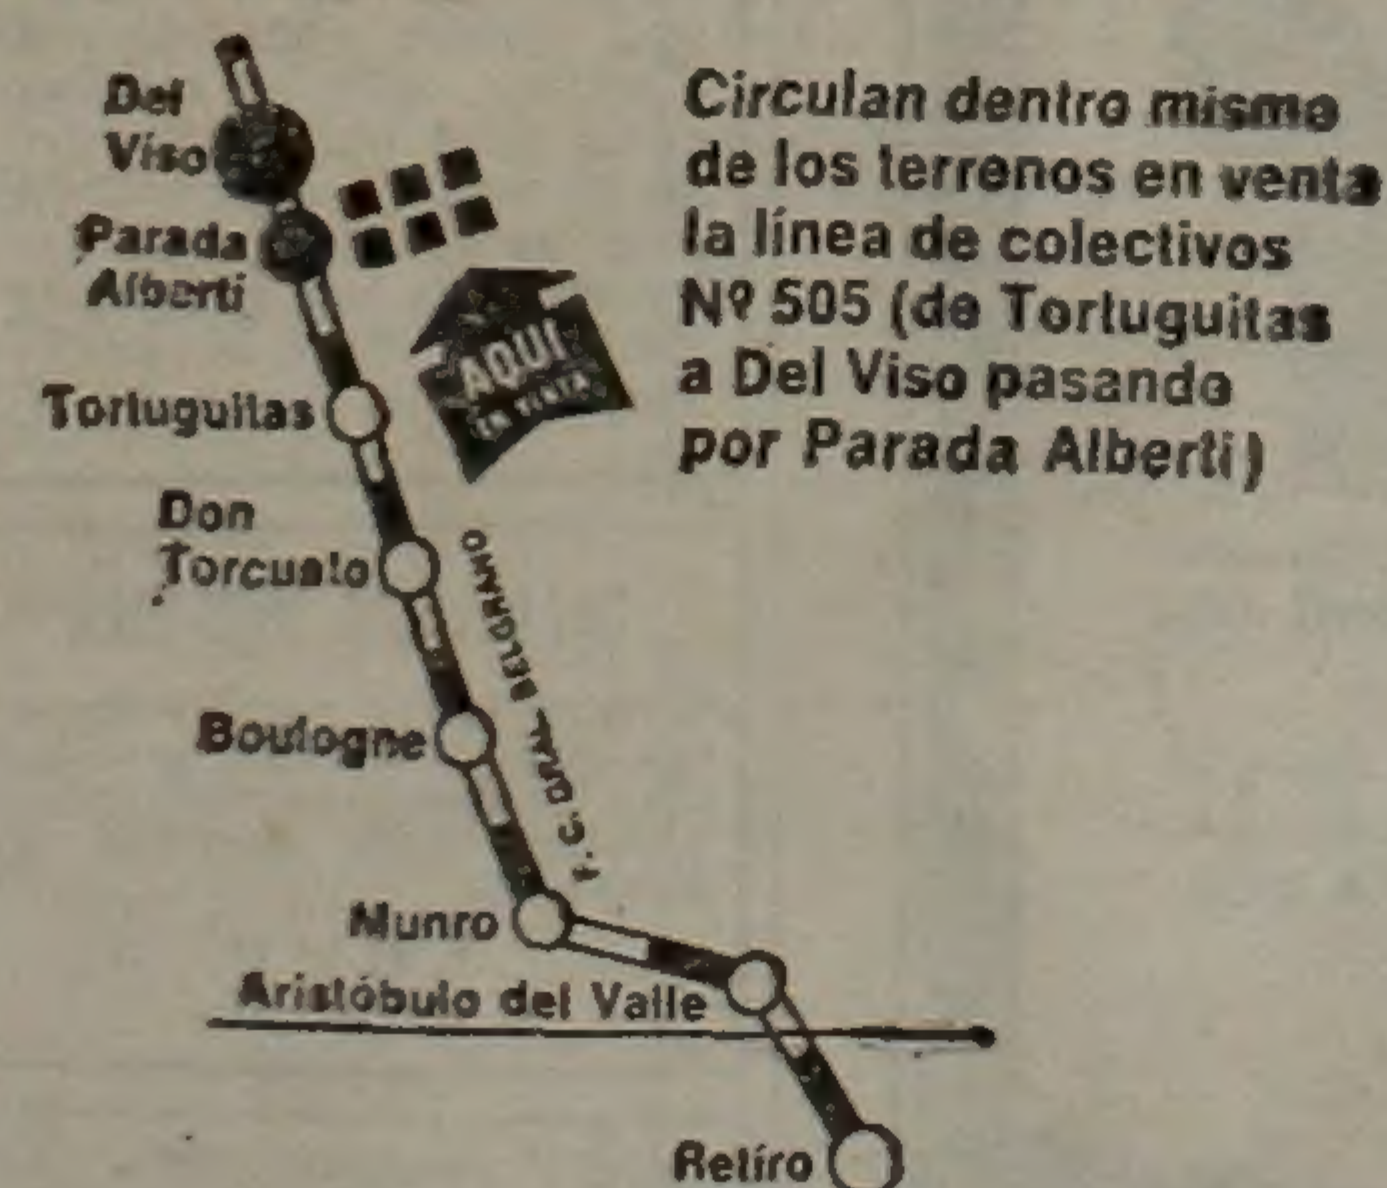 Del
Viso
Parada
Alberti
Tortuguitas
Don
Torcuato
Boulogne
Munro
Aristóbulo del Valle
Retiro
F. C. GRAL. BELGRANO
AQUI
EN VENTA
Circulan dentro mismo
de los terrenos en venta
la línea de colectivos
Nº 505 (de Tortuguitas
a Del Viso pasando
por Parada Alberti)